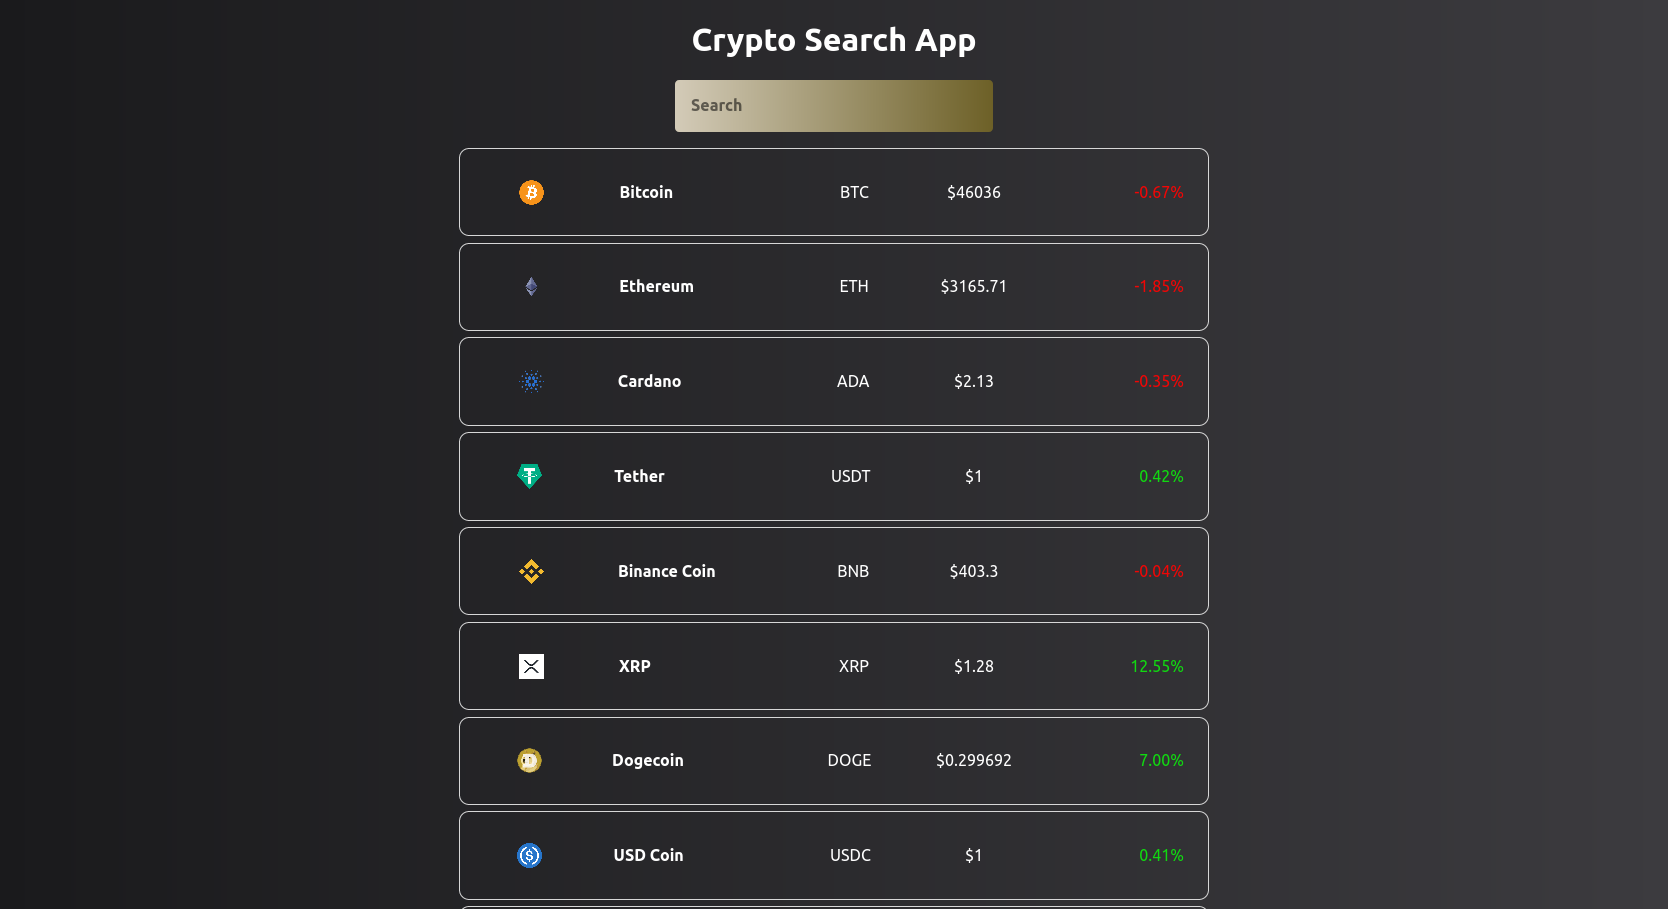 Crypto Search App
Search
Bitcoin BTC $46036 -0.67%
Ethereum ETH $3165.71 -1.85%
Cardano ADA $2.13 -0.35%
Tether USDT $1 0.42%
Binance Coin BNB $403.3 -0.04%
XRP XRP $1.28 12.55%
Dogecoin DOGE $0.299692 7.00%
USD Coin USDC $1 0.41%